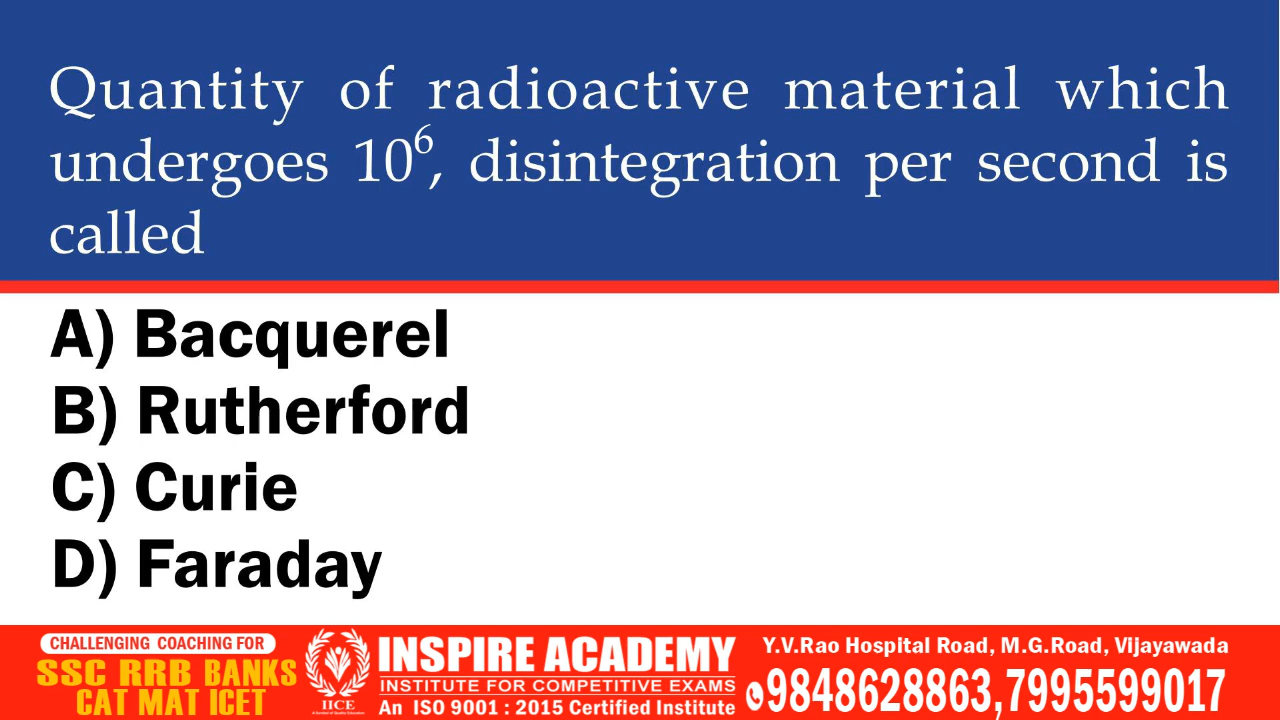 Quantity of radioactive material which
undergoes 10⁶, disintegration per second is
called
A) Bacquerel
B) Rutherford
C) Curie
D) Faraday
CHALLENGING COACHING FOR
SSC RRB BANKS
CAT MAT ICET
IICE
INSPIRE ACADEMY
INSTITUTE FOR COMPETITIVE EXAMS
An ISO 9001 : 2015 Certified Institute
Y.V.Rao Hospital Road, M.G.Road, Vijayawada
9848628863,7995599017